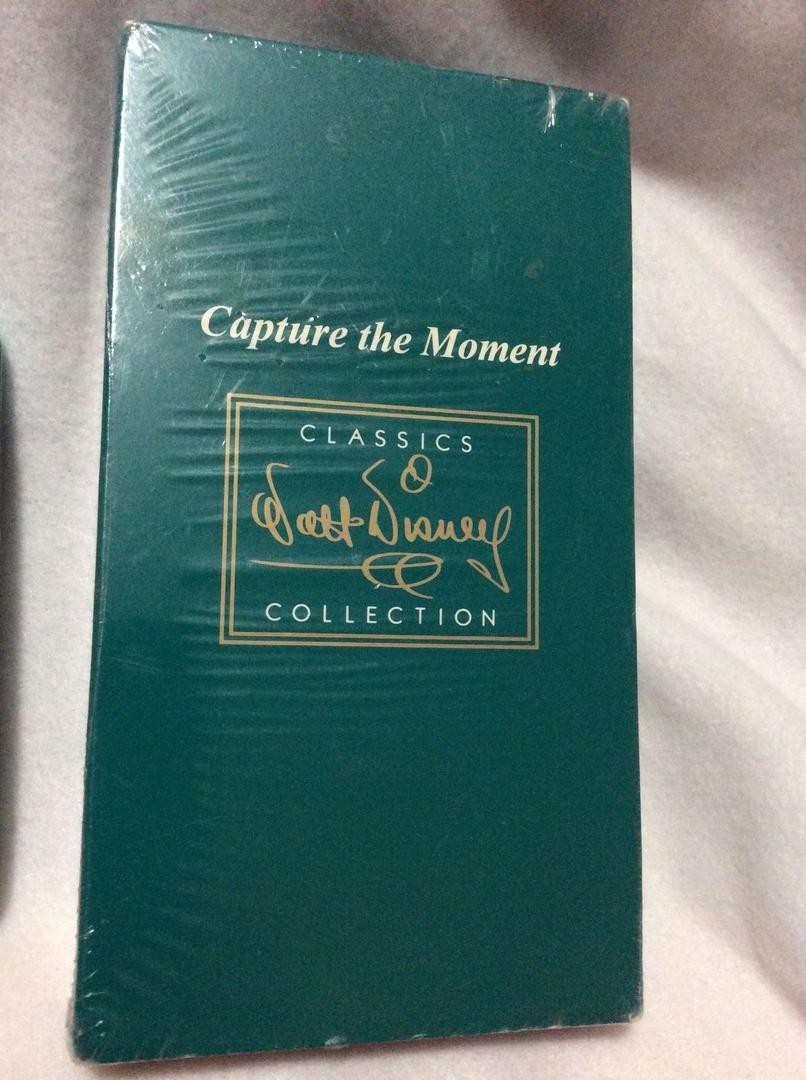 Capture the Moment
CLASSICS
Walt Disney
COLLECTION